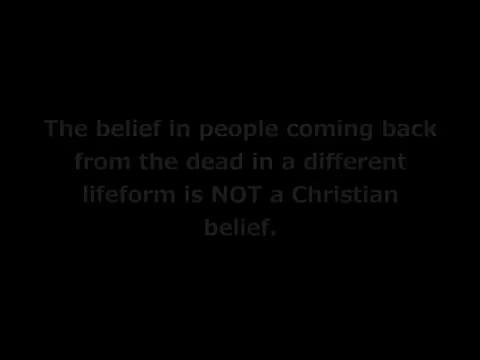 The belief in people coming back
from the dead in a different
lifeform is NOT a Christian
belief.